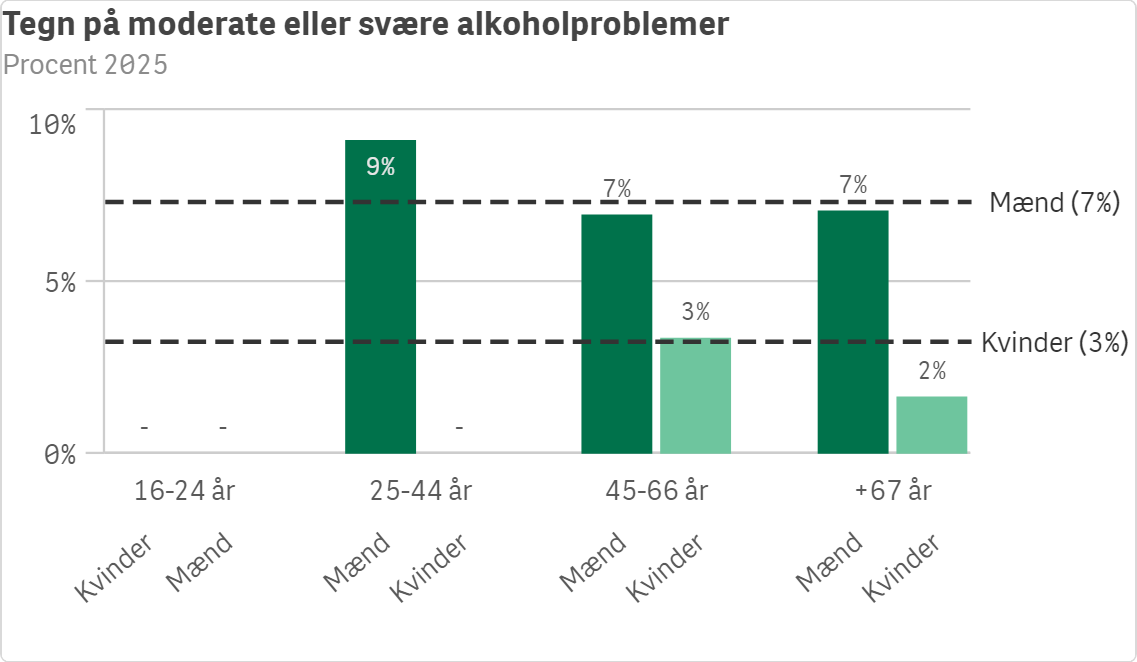 Tegn på moderate eller svære alkoholproblemer
Procent 2025
10%
5%
0%
-
-
9%
-
7%
3%
7%
2%
Mænd (7%)
Kvinder (3%)
16-24 år
25-44 år
45-66 år
+67 år
Kvinder
Mænd
Mænd
Kvinder
Mænd
Kvinder
Mænd
Kvinder